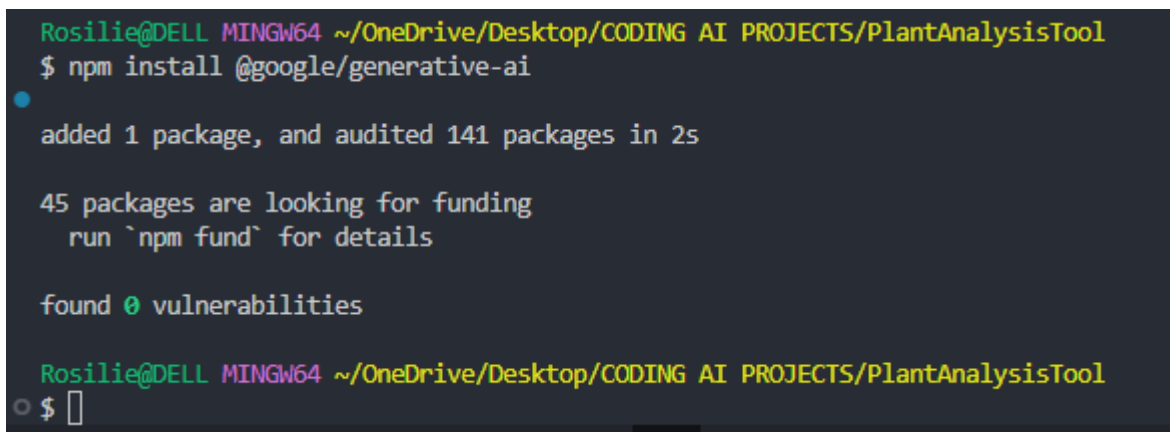 Rosilie@DELL MINGW64 ~/OneDrive/Desktop/CODING AI PROJECTS/PlantAnalysisTool
$ npm install @google/generative-ai
added 1 package, and audited 141 packages in 2s
45 packages are looking for funding
run `npm fund` for details
found 0 vulnerabilities
Rosilie@DELL MINGW64 ~/OneDrive/Desktop/CODING AI PROJECTS/PlantAnalysisTool
$